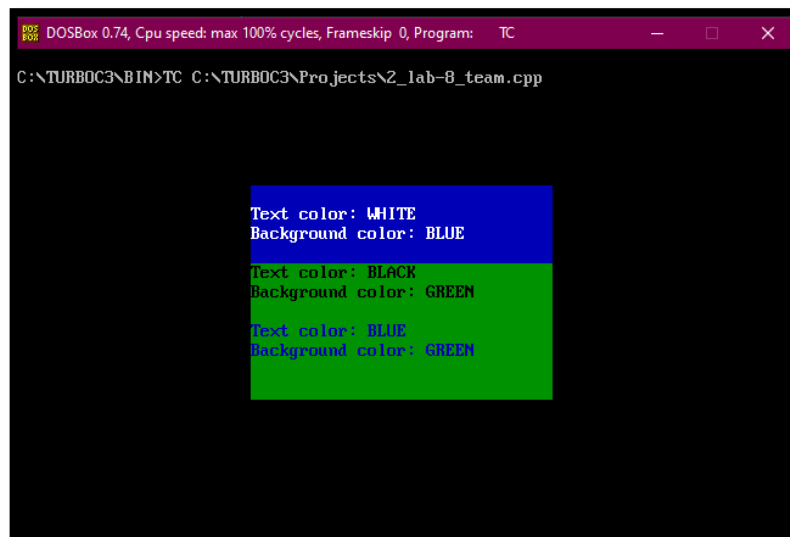 DOS BOX DOSBox 0.74, Cpu speed: max 100% cycles, Frameskip 0, Program: TC
C:\TURBOC3\BIN>TC C:\TURBOC3\Projects\2_lab-8_team.cpp
Text color: WHITE
Background color: BLUE
Text color: BLACK
Background color: GREEN
Text color: BLUE
Background color: GREEN